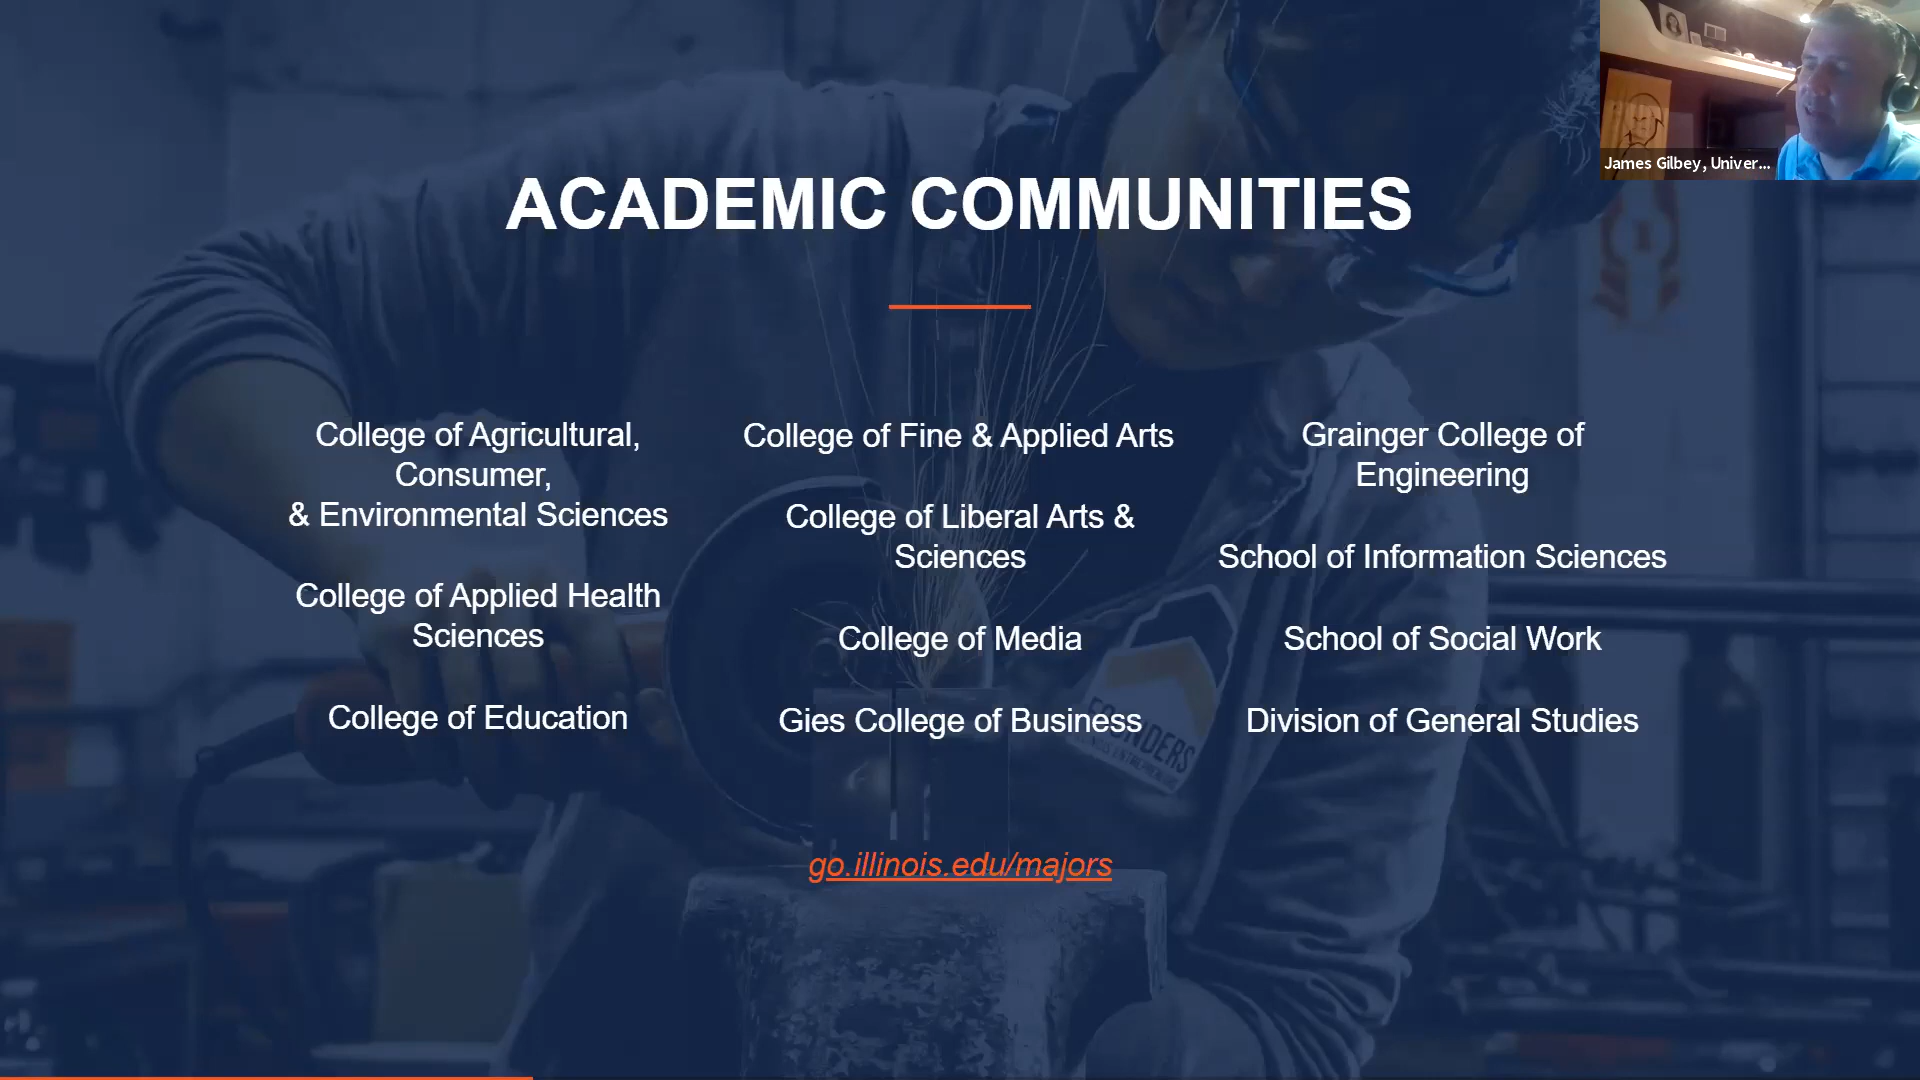 James Gilbey, Univer...
ACADEMIC COMMUNITIES
College of Agricultural,
Consumer,
& Environmental Sciences
College of Applied Health
Sciences
College of Education
College of Fine & Applied Arts
College of Liberal Arts &
Sciences
College of Media
Gies College of Business
Grainger College of
Engineering
School of Information Sciences
School of Social Work
Division of General Studies
FOUNDERS
go.illinois.edu/majors